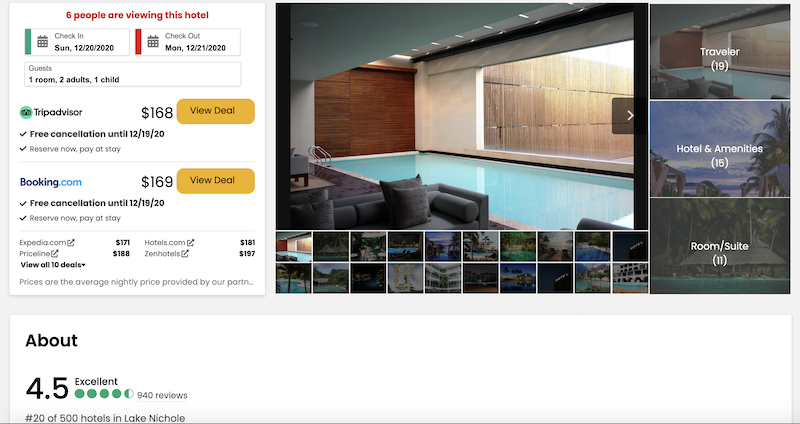 6 people are viewing this hotel
Check In
Sun, 12/20/2020
Check Out
Mon, 12/21/2020
Guests
1 room, 2 adults, 1 child
Tripadvisor
$168
View Deal
Free cancellation until 12/19/20
Reserve now, pay at stay
Booking.com
$169
View Deal
Free cancellation until 12/19/20
Reserve now, pay at stay
Expedia.com $171 Hotels.com $181
Priceline $188 Zenhotels $197
View all 10 deals
Prices are the average nightly price provided by our partn...
Traveler
(19)
Hotel & Amenities
(15)
Room/Suite
(11)
About
4.5
Excellent
940 reviews
#20 of 500 hotels in Lake Nichole